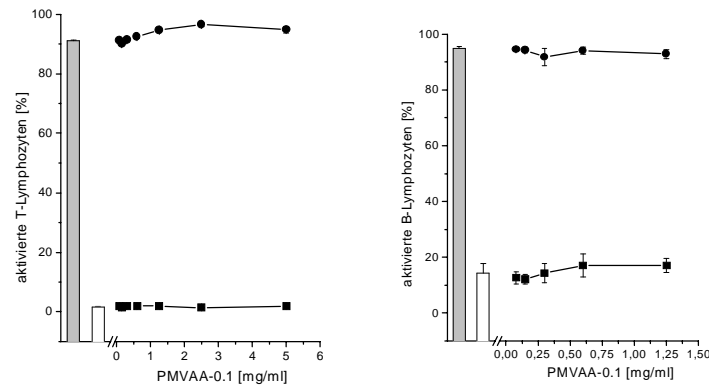 100
80
60
40
20
0
aktivierte T-Lymphozyten [%]
0 1 2 3 4 5 6
PMVAA-0.1 [mg/ml]
100
80
60
40
20
0
aktivierte B-Lymphozyten [%]
0,00 0,25 0,50 0,75 1,00 1,25 1,50
PMVAA-0.1 [mg/ml]